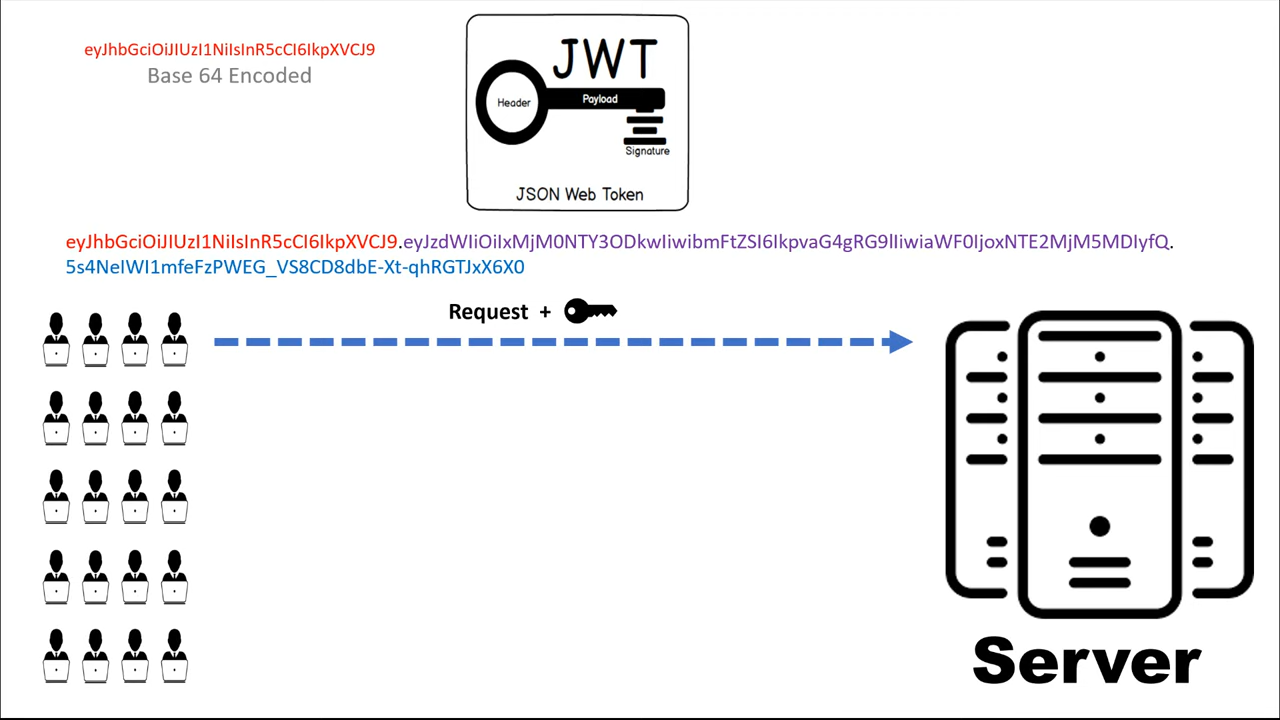 eyJhbGciOiJIUzI1NiIsInR5cCI6IkpXVCJ9
Base 64 Encoded
JWT
Header
Payload
Signature
JSON Web Token
eyJhbGciOiJIUzI1NiIsInR5cCI6IkpXVCJ9.eyJzdWIiOiIxMjM0NTY3ODkwIiwibmFtZSI6IkpvaG4gRG9lIiwiaWF0IjoxNTE2MjM5MDIyfQ.
5s4NeIWI1mfeFzPWEG_VS8CD8dbE-Xt-qhRGTJxX6X0
Request +
Server